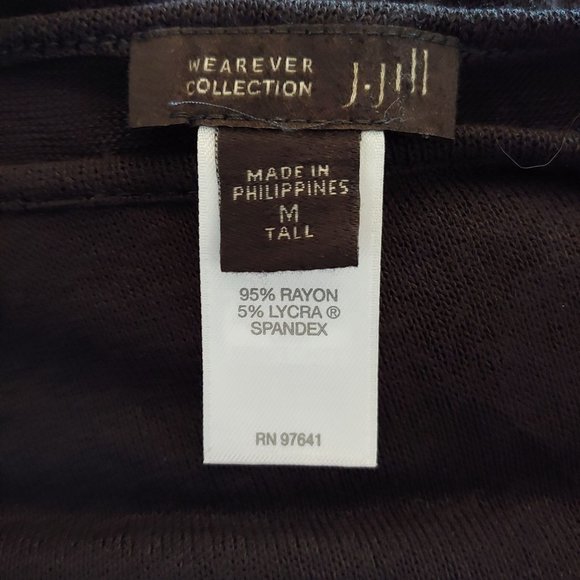 WEAREVER
COLLECTION
J.Jill
MADE IN
PHILIPPINES
M
TALL
95% RAYON
5% LYCRA ®
SPANDEX
RN 97641